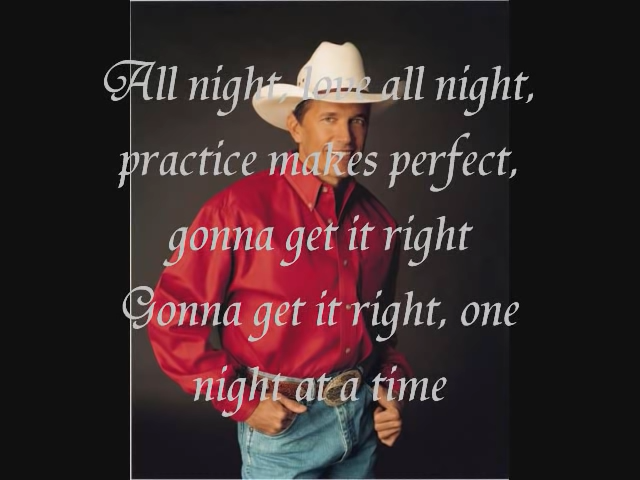 All night, love all night,
practice makes perfect,
gonna get it right
Gonna get it right, one
night at a time